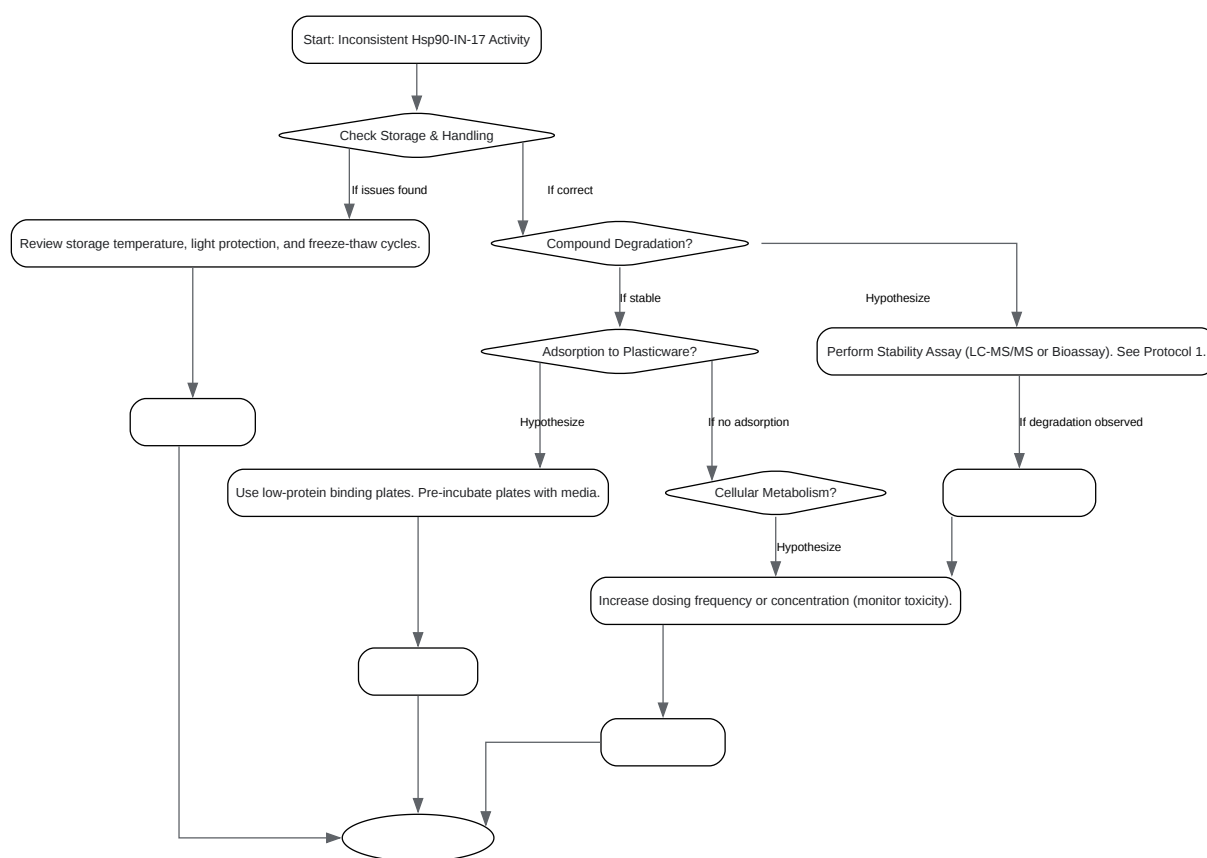 Start: Inconsistent Hsp90-IN-17 Activity
Check Storage & Handling
If issues found
If correct
Review storage temperature, light protection, and freeze-thaw cycles.
Compound Degradation?
If stable
Hypothesize
Adsorption to Plasticware?
Perform Stability Assay (LC-MS/MS or Bioassay). See Protocol 1.
Hypothesize
If no adsorption
If degradation observed
Use low-protein binding plates. Pre-incubate plates with media.
Cellular Metabolism?
Hypothesize
Increase dosing frequency or concentration (monitor toxicity).